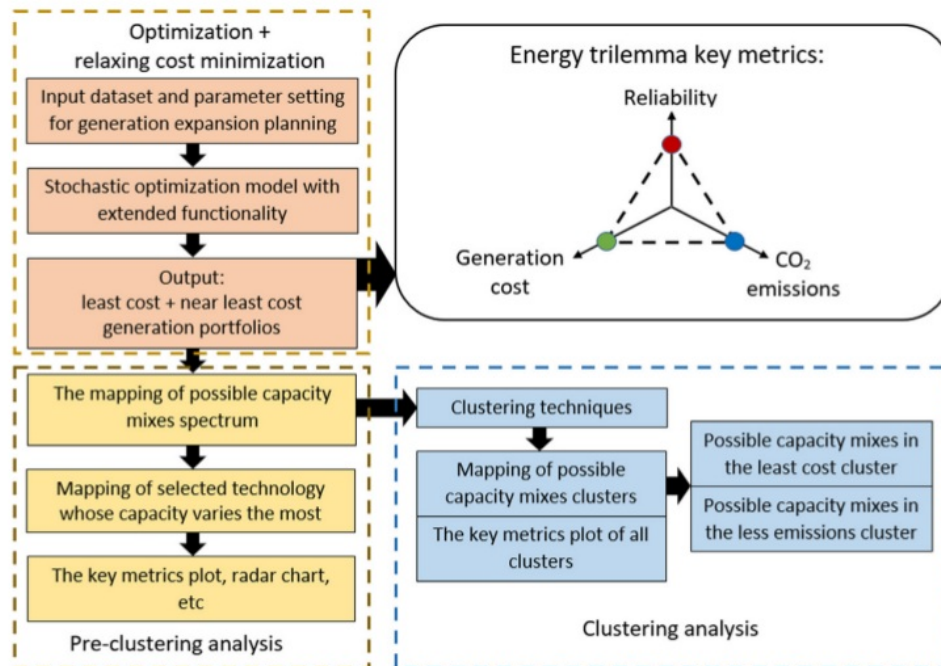 Optimization +
relaxing cost minimization
Input dataset and parameter setting
for generation expansion planning
Stochastic optimization model with
extended functionality
Output:
least cost + near least cost
generation portfolios
Energy trilemma key metrics:
Reliability
Generation
cost
CO₂
emissions
The mapping of possible capacity
mixes spectrum
Mapping of selected technology
whose capacity varies the most
The key metrics plot, radar chart,
etc
Pre-clustering analysis
Clustering techniques
Mapping of possible
capacity mixes clusters
The key metrics plot of all
clusters
Possible capacity mixes in
the least cost cluster
Possible capacity mixes in
the less emissions cluster
Clustering analysis